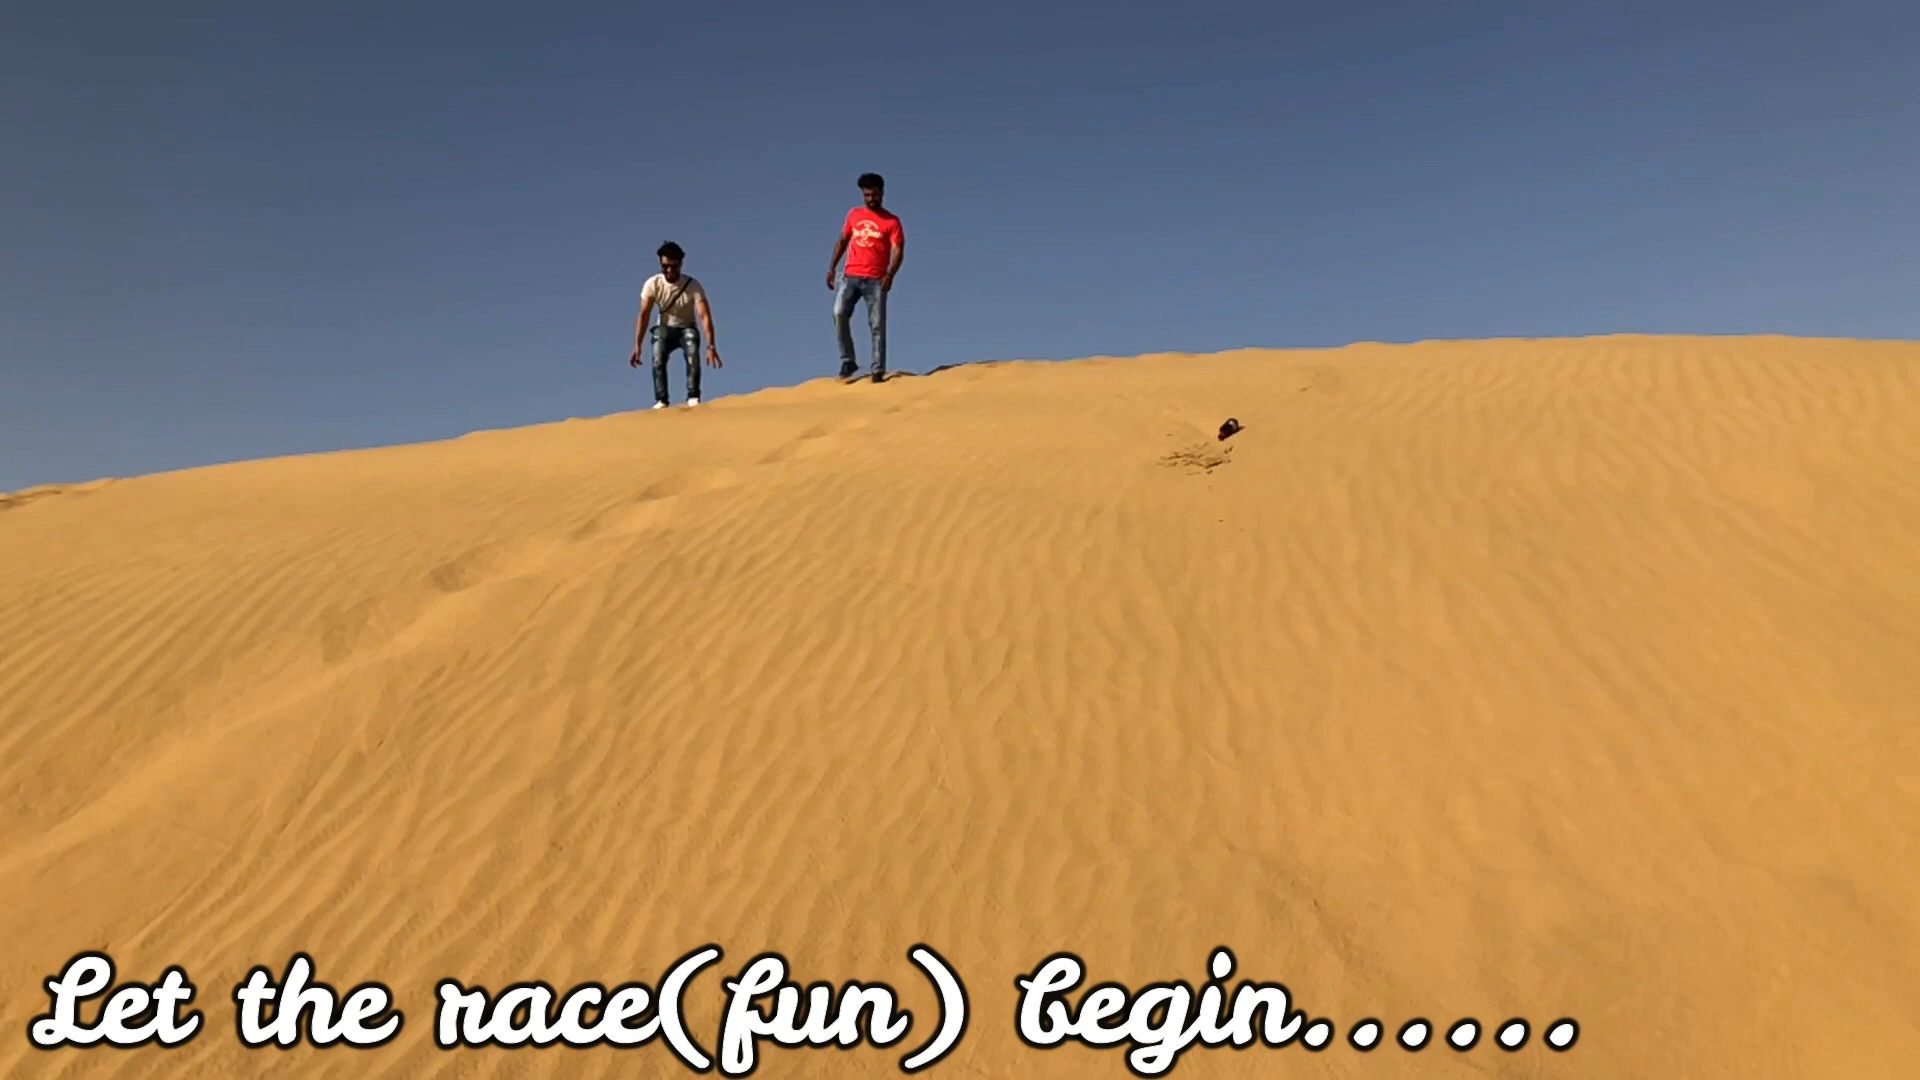 Let the race(fun) begin......